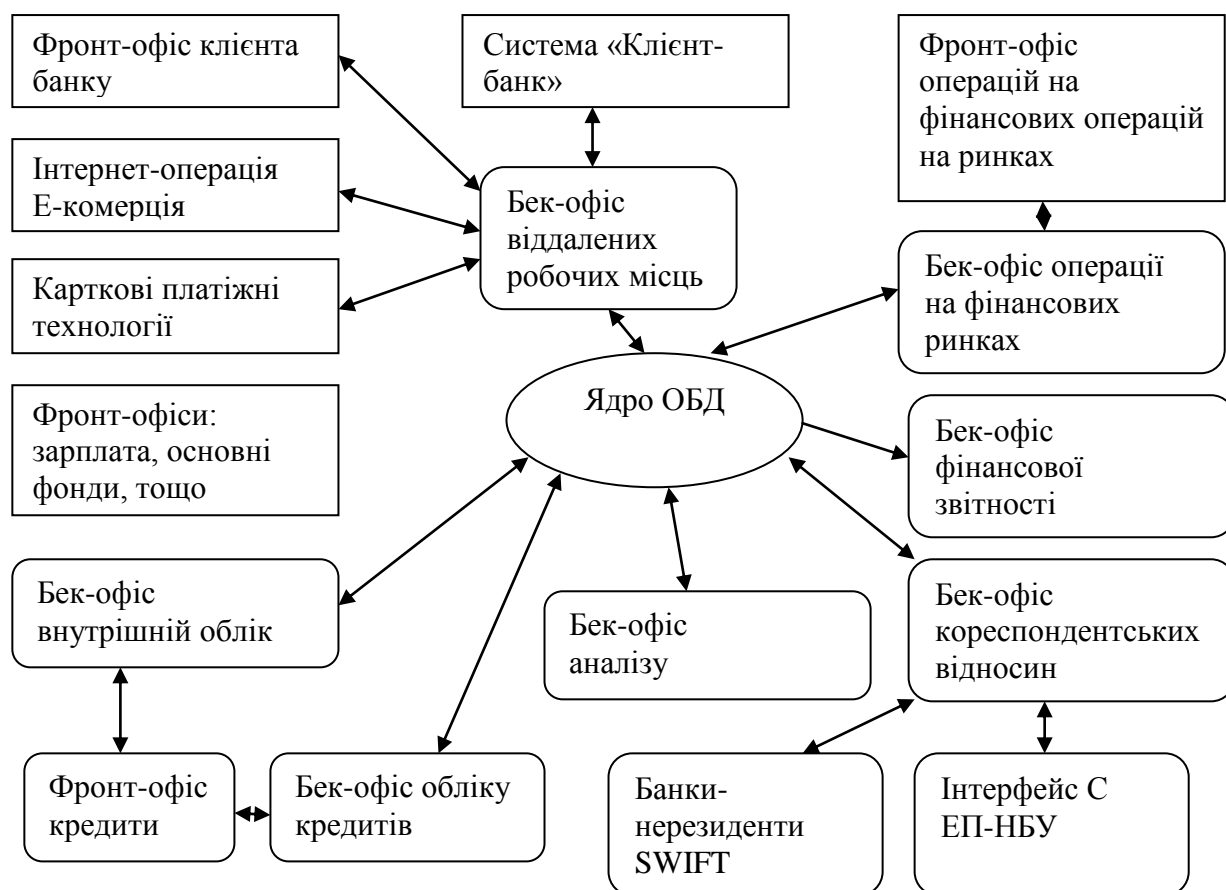 Фронт-офіс клієнта
банку
Система «Клієнт-
банк»
Фронт-офіс
операцій на
фінансових операцій
на ринках
Інтернет-операція
Е-комерція
Бек-офіс
віддалених
робочих місць
Бек-офіс операції
на фінансових
ринках
Карткові платіжні
технології
Ядро ОБД
Фронт-офіси:
зарплата, основні
фонди, тощо
Бек-офіс
фінансової
звітності
Бек-офіс
внутрішній облік
Бек-офіс
аналізу
Бек-офіс
кореспондентських
відносин
Фронт-офіс
кредити
Бек-офіс обліку
кредитів
Банки-
нерезиденти
SWIFT
Інтерфейс С
ЕП-НБУ